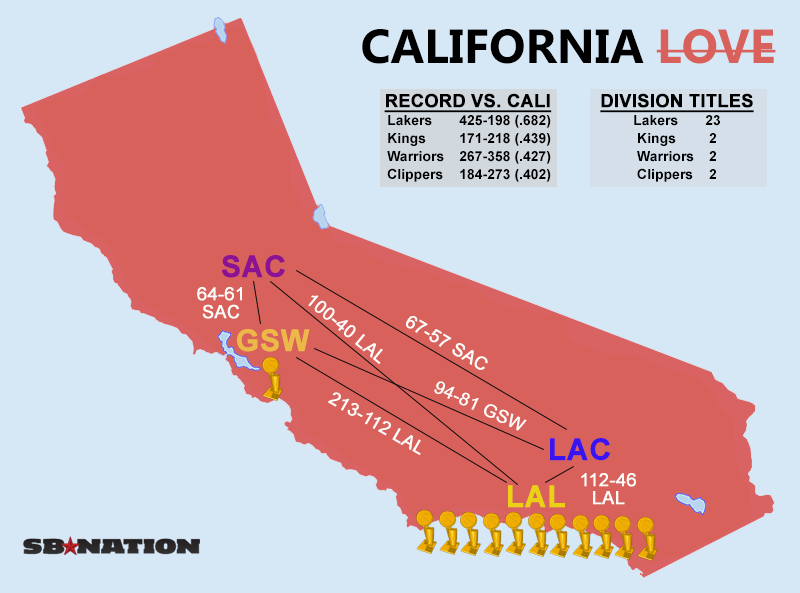 CALIFORNIA LOVE
RECORD VS. CALI
Lakers 425-198 (.682)
Kings 171-218 (.439)
Warriors 267-358 (.427)
Clippers 184-273 (.402)
DIVISION TITLES
Lakers 23
Kings 2
Warriors 2
Clippers 2
SAC
64-61
SAC
100-40 LAL
67-57 SAC
GSW
94-81 GSW
213-112 LAL
LAC
112-46
LAL
LAL
SB NATION